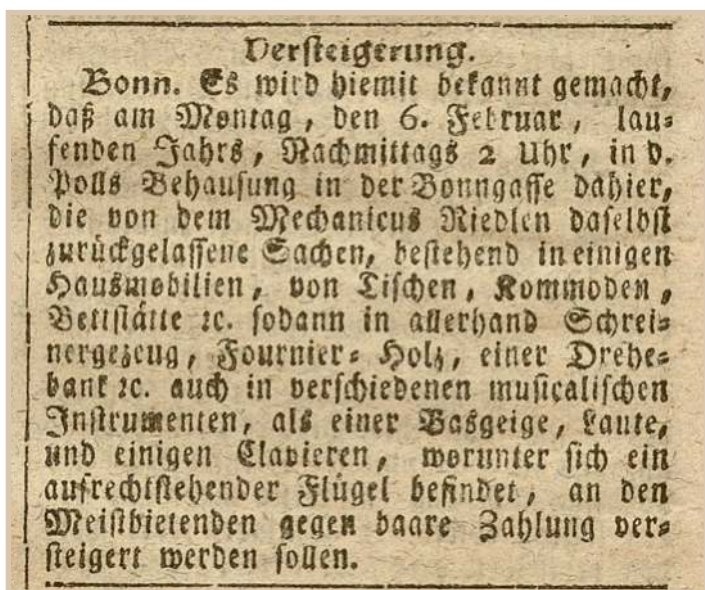 Versteigerung.
Bonn. Es wird hiemit bekannt gemacht,
daß am Montag, den 6. Februar, lau-
fenden Jahrs, Nachmittags 2 Uhr, in d.
Polls Behausung in der Bonngasse dahier,
die von dem Mechanicus Riedlen daselbst
zurückgelassene Sachen, bestehend in einigen
Hausmobilien, von Tischen, Kommoden,
Bettstätte ꝛc. sodann in allerhand Schrei-
nergezeug, Fournier-Holz, einer Drehe-
bank ꝛc. auch in verschiedenen musicalischen
Instrumenten, als einer Basgeige, Laute,
und einigen Clavieren, worunter sich ein
aufrechtstehender Flügel befindet, an den
Meistbietenden gegen baare Zahlung ver-
steigert werden sollen.